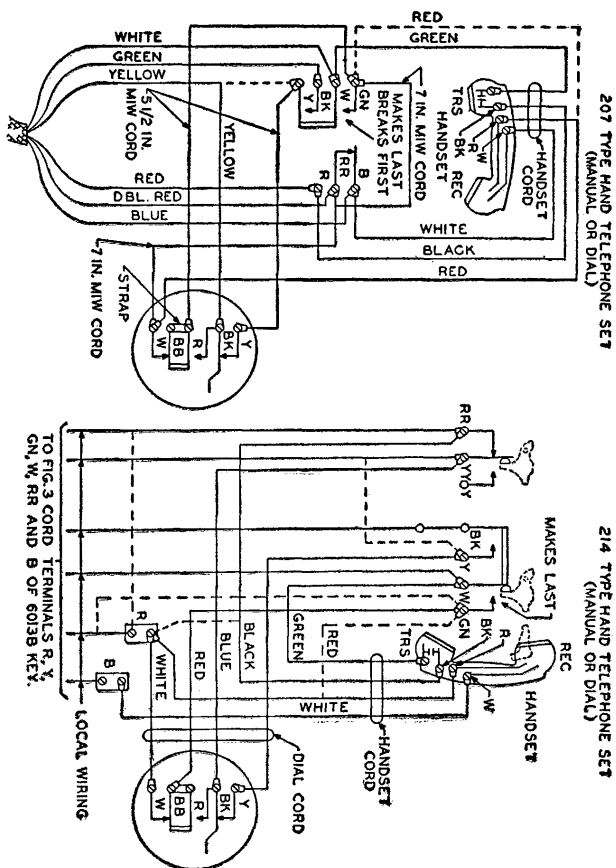 207 TYPE HAND TELEPHONE SET
(MANUAL OR DIAL)
RED
GREEN
WHITE
GREEN
YELLOW
Y
BK
W
GN
7 IN. MIW CORD
MAKES LAST
BREAKS FIRST
TRS
BK
R
W
HANDSET
REC
HANDSET
CORD
5 1/2 IN.
MIW CORD
YELLOW
R
RR
B
RED
DBL. RED
BLUE
WHITE
BLACK
RED
7 IN. MIW CORD
STRAP
W
BB
R
BK
Y
214 TYPE HAND TELEPHONE SET
(MANUAL OR DIAL)
RR
Y
OY
MAKES LAST
BK
Y
W
GN
REC
BK
R
HANDSET
TRS
W
R
B
WHITE
RED
BLUE
BLACK
GREEN
RED
WHITE
HANDSET
CORD
DIAL CORD
LOCAL WIRING
W
BB
R
BK
Y
TO FIG.3 CORD TERMINALS R, Y,
GN, W, RR AND B OF 6013B KEY.